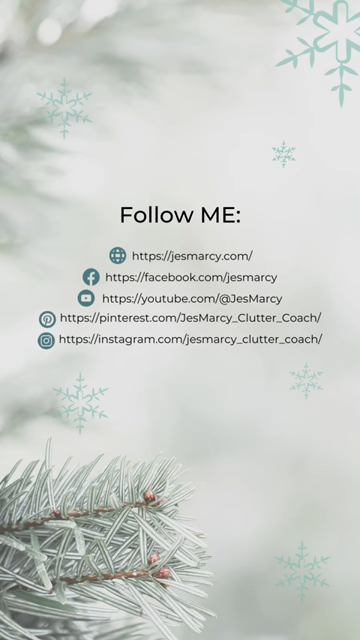 Follow ME:
https://jesmarcy.com/
https://facebook.com/jesmarcy
https://youtube.com/@JesMarcy
https://pinterest.com/JesMarcy_Clutter_Coach/
https://instagram.com/jesmarcy_clutter_coach/